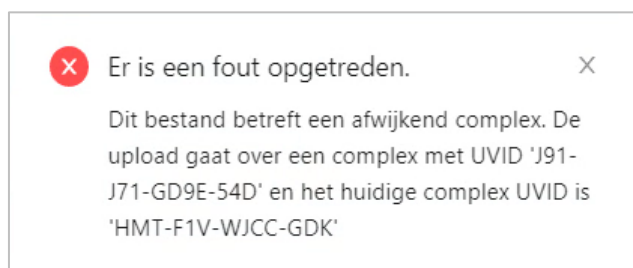 Er is een fout opgetreden.
Dit bestand betreft een afwijkend complex. De
upload gaat over een complex met UVID 'J91-
J71-GD9E-54D' en het huidige complex UVID is
'HMT-F1V-WJCC-GDK'